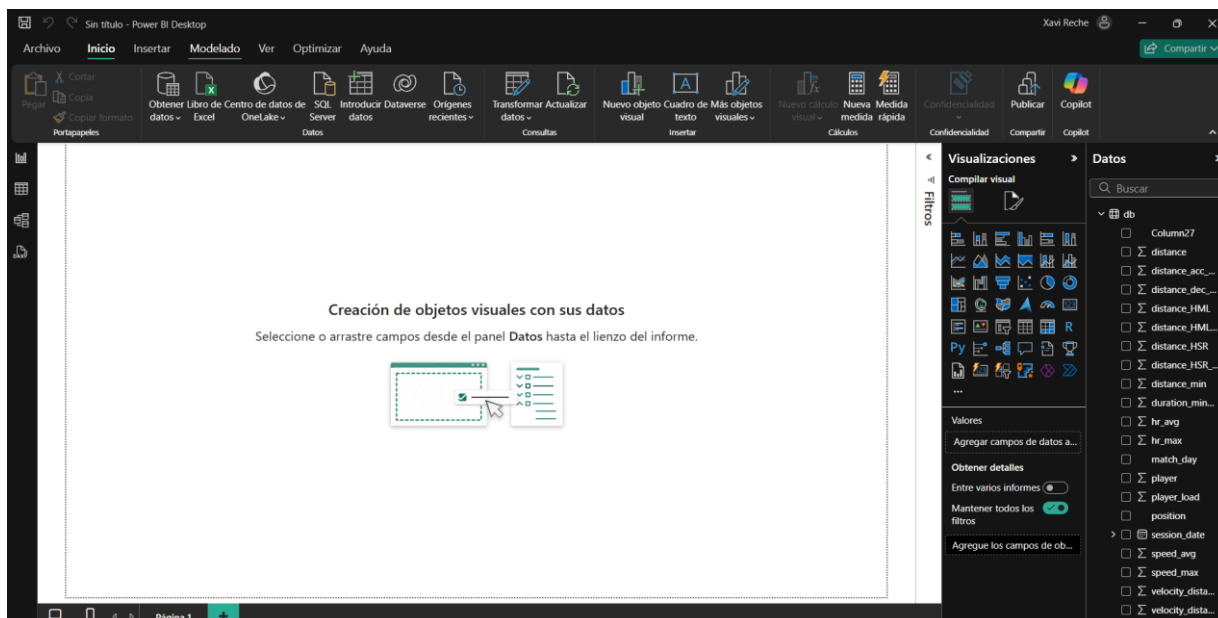 Sin título - Power BI Desktop
Xavi Reche
Archivo Inicio Insertar Modelado Ver Optimizar Ayuda
Compartir
Pegar
Cortar
Copia
Copiar formato
Portapapeles
Obtener datos
Libro de Excel
Centro de datos de OneLake
SQL Server
Introducir datos
Dataverse
Orígenes recientes
Datos
Transformar datos
Actualizar
Consultas
Nuevo objeto visual
Cuadro de texto
Más objetos visuales
Insertar
Nuevo cálculo visual
Nueva medida
Medida rápida
Cálculos
Confidencialidad
Confidencialidad
Publicar
Compartir
Copilot
Copilot
Creación de objetos visuales con sus datos
Seleccione o arrastre campos desde el panel Datos hasta el lienzo del informe.
Filtros
Visualizaciones
Compilar visual
R
Py
...
Valores
Agregar campos de datos a...
Obtener detalles
Entre varios informes
Mantener todos los
filtros
Agregue los campos de ob...
Datos
Buscar
db
Column27
distance
distance_acc_...
distance_dec_...
distance_HML
distance_HML...
distance_HSR
distance_HSR_...
distance_min
duration_min...
hr_avg
hr_max
match_day
player
player_load
position
session_date
speed_avg
speed_max
velocity_dista...
velocity_dista...
Página 1